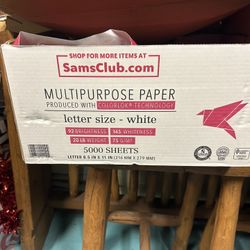 SHOP FOR MORE ITEMS AT
SamsClub.com
MULTIPURPOSE PAPER
PRODUCED WITH COLORLOK® TECHNOLOGY
letter size - white
92 BRIGHTNESS 145 WHITENESS
20 LB WEIGHT 75 G/M²
5000 SHEETS
LETTER 8.5 IN X 11 IN (216 MM X 279 MM)